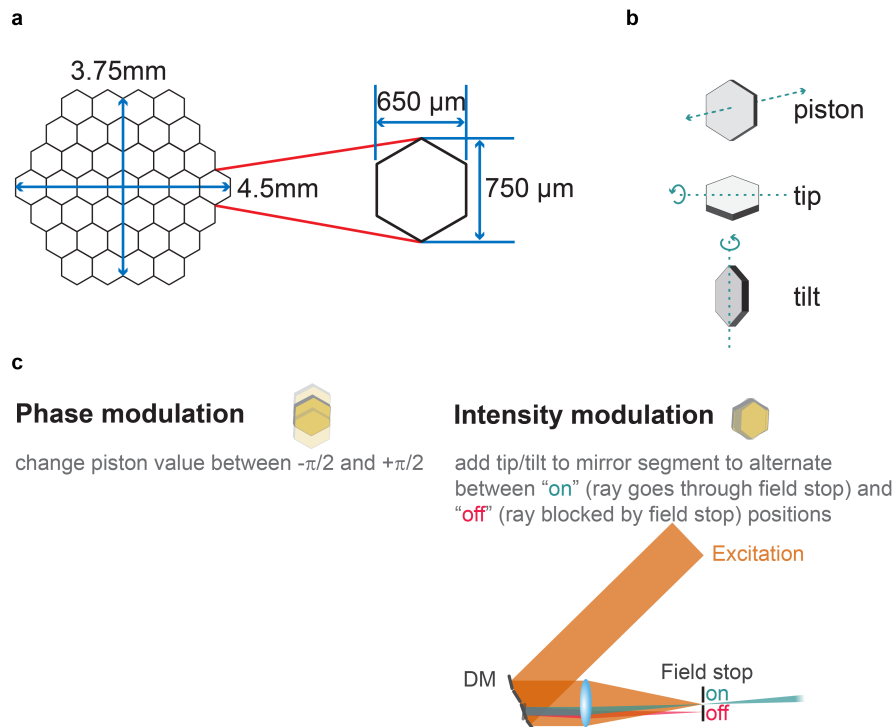 a
3.75mm
4.5mm
650 μm
750 μm
b
piston
tip
tilt
c
Phase modulation
change piston value between -π/2 and +π/2
Intensity modulation
add tip/tilt to mirror segment to alternate
between “on” (ray goes through field stop) and
“off” (ray blocked by field stop) positions
Excitation
DM
Field stop
on
off